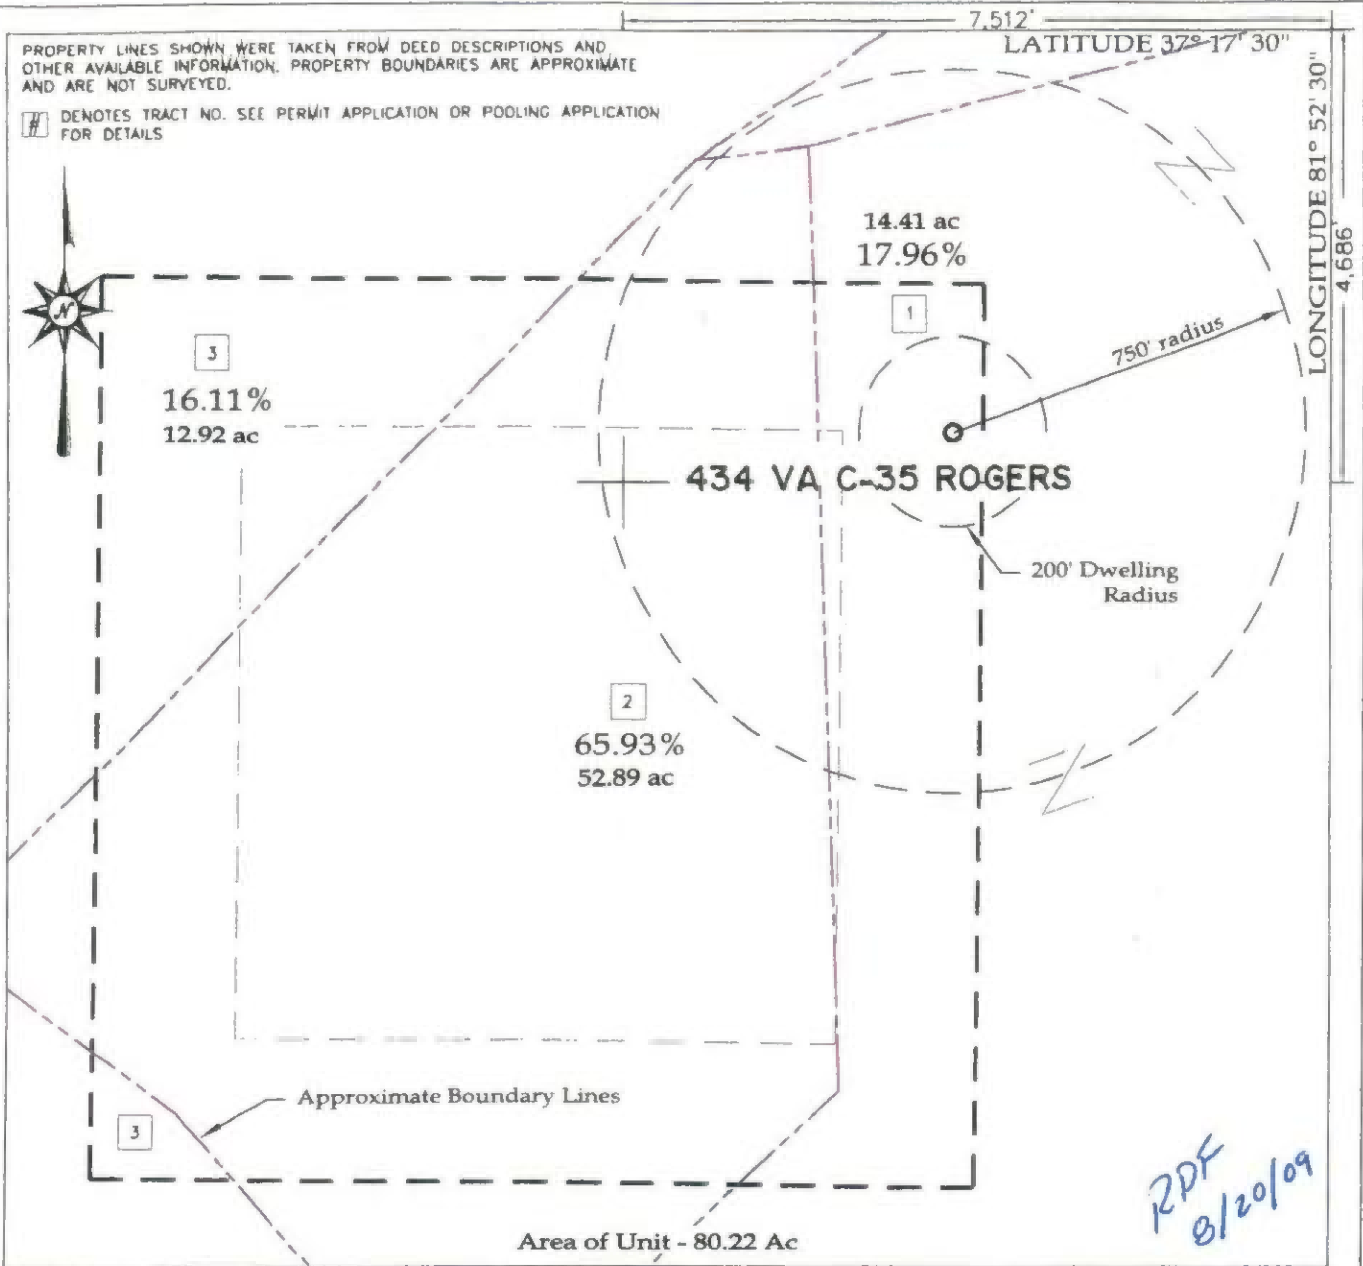 7,512'
LATITUDE 37° 17' 30"
PROPERTY LINES SHOWN WERE TAKEN FROM DEED DESCRIPTIONS AND
OTHER AVAILABLE INFORMATION. PROPERTY BOUNDARIES ARE APPROXIMATE
AND ARE NOT SURVEYED.
# DENOTES TRACT NO. SEE PERMIT APPLICATION OR POOLING APPLICATION
FOR DETAILS
LONGITUDE 81° 52' 30"
4,686'
N
14.41 ac
17.96%
1
3
16.11%
12.92 ac
750' radius
434 VA C-35 ROGERS
200' Dwelling
Radius
2
65.93%
52.89 ac
Approximate Boundary Lines
3
RDF
8/20/09
Area of Unit - 80.22 Ac